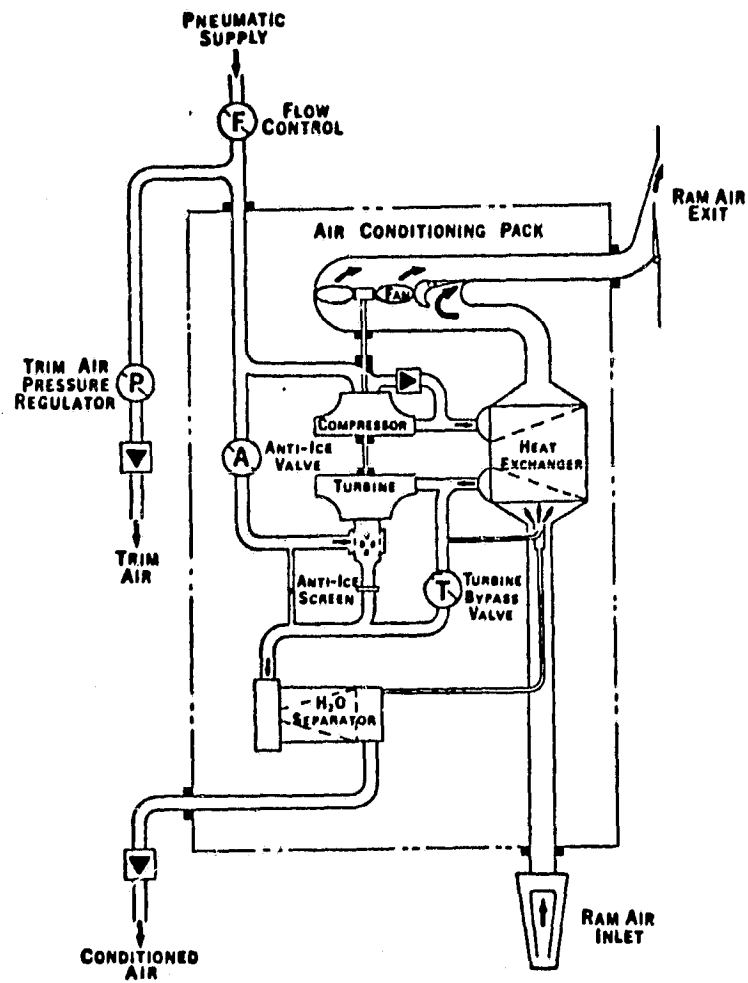 PNEUMATIC
SUPPLY
F
FLOW
CONTROL
RAM AIR
EXIT
AIR CONDITIONING PACK
FAN
TRIM AIR
PRESSURE
REGULATOR
P
COMPRESSOR
HEAT
EXCHANGER
A
ANTI-ICE
VALVE
TURBINE
TRIM
AIR
ANTI-ICE
SCREEN
T
TURBINE
BYPASS
VALVE
H₂O
SEPARATOR
RAM AIR
INLET
CONDITIONED
AIR